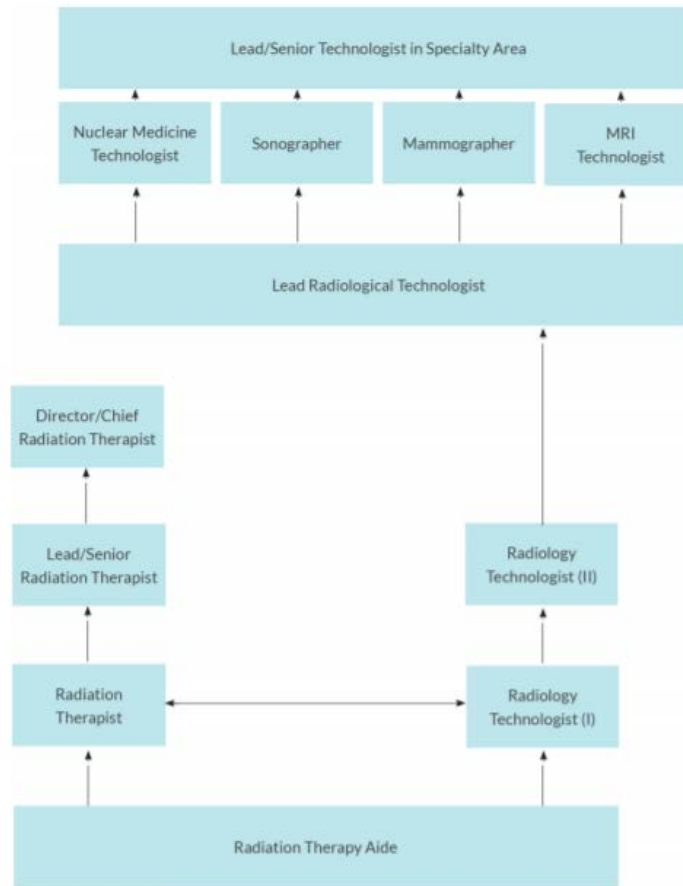 Lead/Senior Technologist in Specialty Area
Nuclear Medicine
Technologist
Sonographer
Mammographer
MRI
Technologist
Lead Radiological Technologist
Director/Chief
Radiation Therapist
Lead/Senior
Radiation Therapist
Radiology
Technologist (II)
Radiation
Therapist
Radiology
Technologist (I)
Radiation Therapy Aide